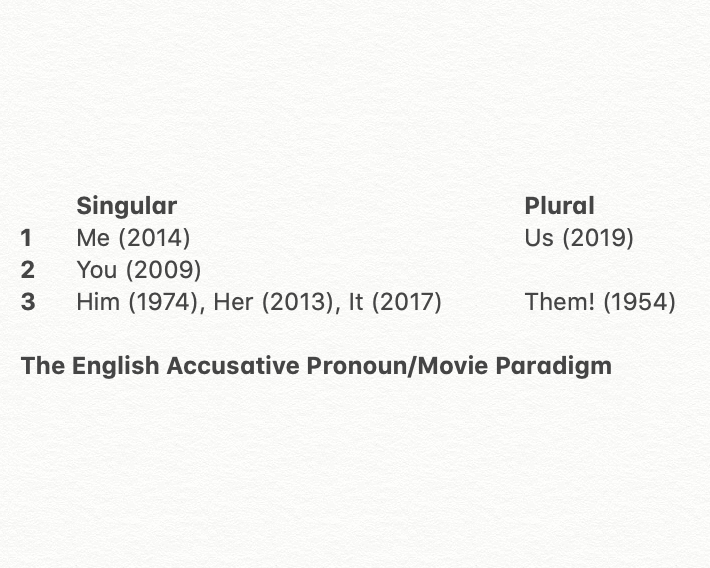 Singular Plural
1 Me (2014) Us (2019)
2 You (2009)
3 Him (1974), Her (2013), It (2017) Them! (1954)
The English Accusative Pronoun/Movie Paradigm